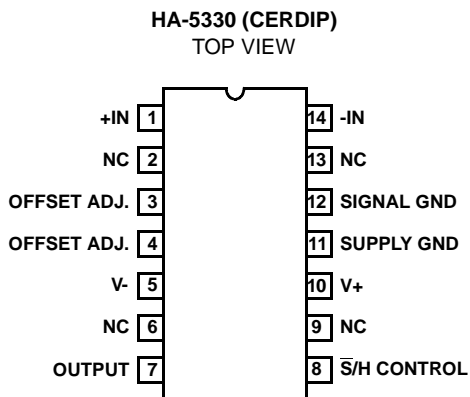 HA-5330 (CERDIP)
TOP VIEW
+IN 1 14 -IN
NC 2 13 NC
OFFSET ADJ. 3 12 SIGNAL GND
OFFSET ADJ. 4 11 SUPPLY GND
V- 5 10 V+
NC 6 9 NC
OUTPUT 7 8 S̅/H CONTROL